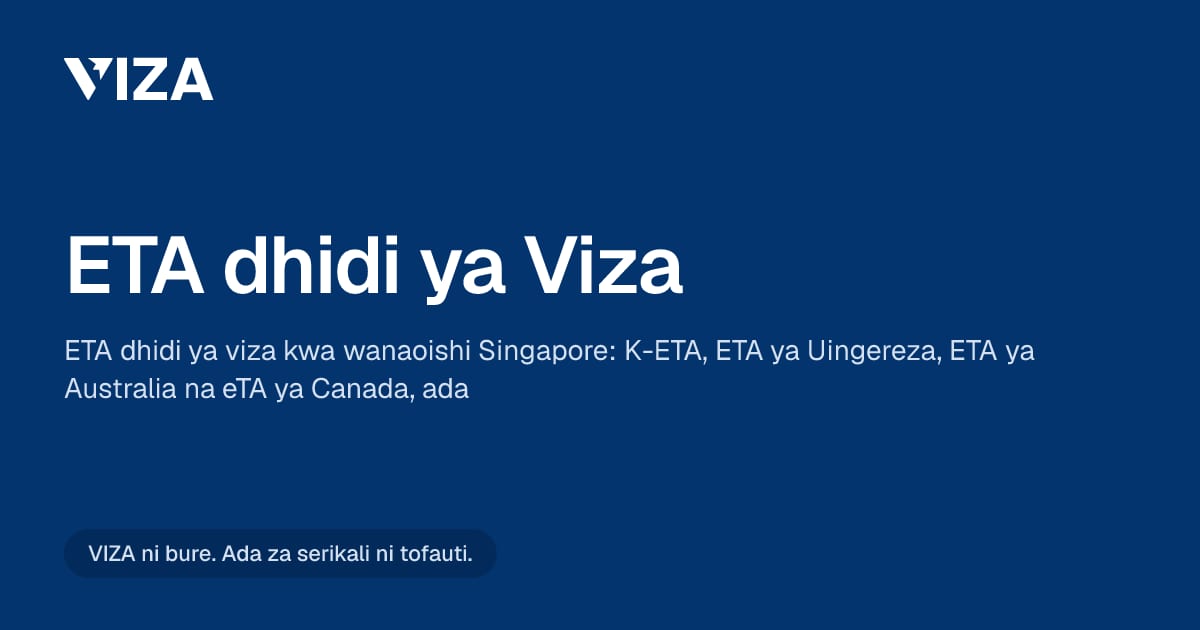 VIZA
ETA dhidi ya Viza
ETA dhidi ya viza kwa wanaoishi Singapore: K-ETA, ETA ya Uingereza, ETA ya
Australia na eTA ya Canada, ada
VIZA ni bure. Ada za serikali ni tofauti.